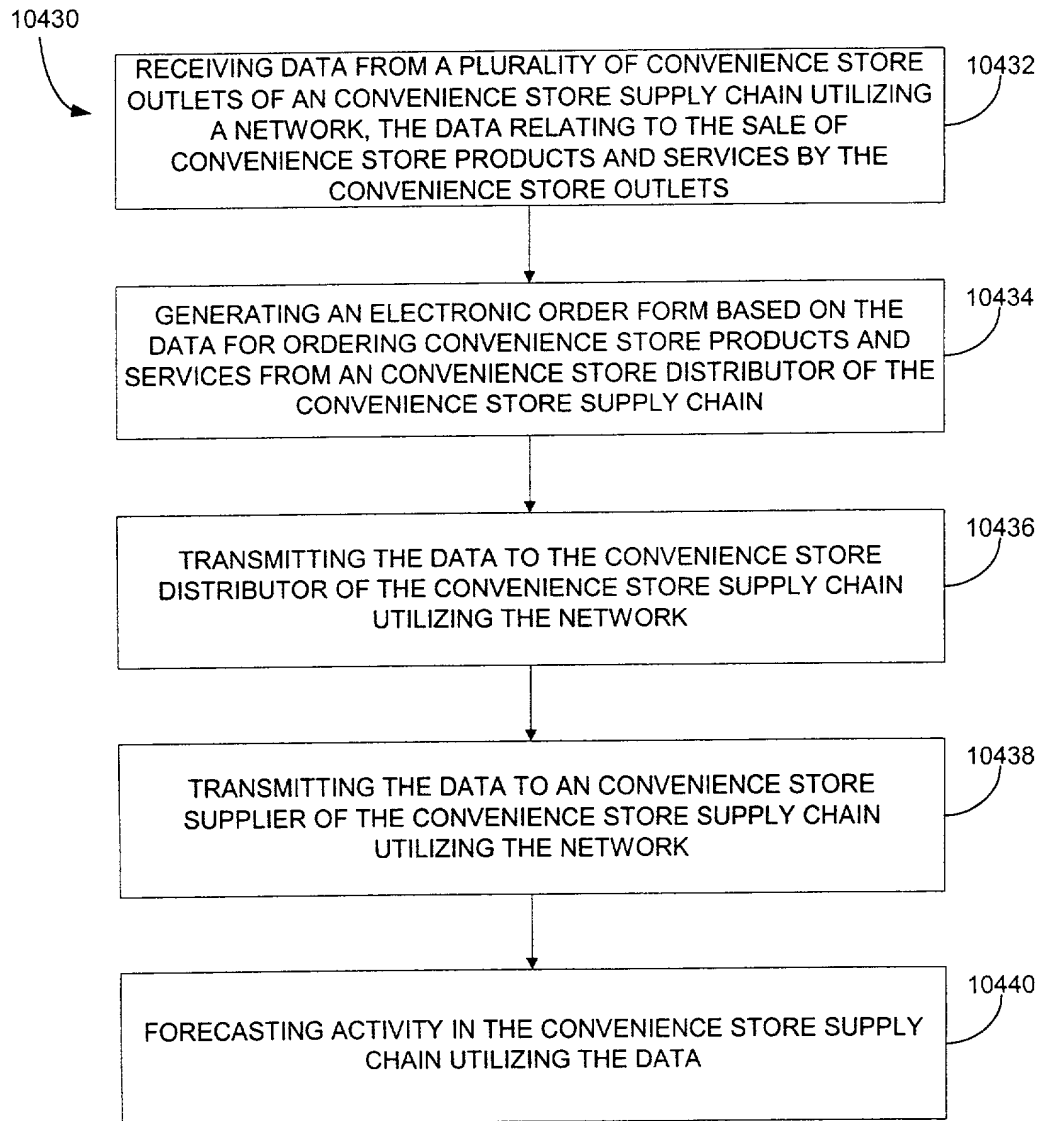 10430
RECEIVING DATA FROM A PLURALITY OF CONVENIENCE STORE
OUTLETS OF AN CONVENIENCE STORE SUPPLY CHAIN UTILIZING
A NETWORK, THE DATA RELATING TO THE SALE OF
CONVENIENCE STORE PRODUCTS AND SERVICES BY THE
CONVENIENCE STORE OUTLETS
10432
GENERATING AN ELECTRONIC ORDER FORM BASED ON THE
DATA FOR ORDERING CONVENIENCE STORE PRODUCTS AND
SERVICES FROM AN CONVENIENCE STORE DISTRIBUTOR OF THE
CONVENIENCE STORE SUPPLY CHAIN
10434
TRANSMITTING THE DATA TO THE CONVENIENCE STORE
DISTRIBUTOR OF THE CONVENIENCE STORE SUPPLY CHAIN
UTILIZING THE NETWORK
10436
TRANSMITTING THE DATA TO AN CONVENIENCE STORE
SUPPLIER OF THE CONVENIENCE STORE SUPPLY CHAIN
UTILIZING THE NETWORK
10438
FORECASTING ACTIVITY IN THE CONVENIENCE STORE SUPPLY
CHAIN UTILIZING THE DATA
10440